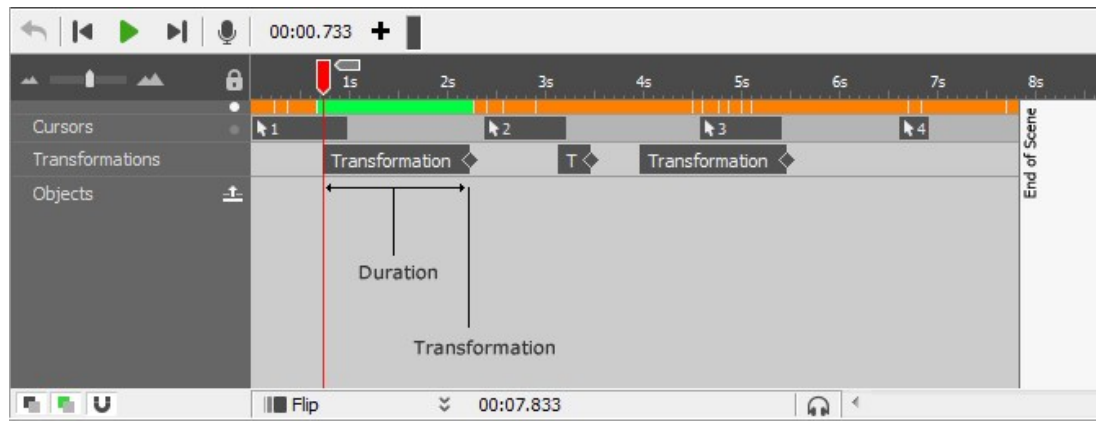 00:00.733
1s 2s 3s 4s 5s 6s 7s 8s
Cursors 1 2 3 4
Transformations Transformation T Transformation
Objects
End of Scene
Duration
Transformation
Flip 00:07.833